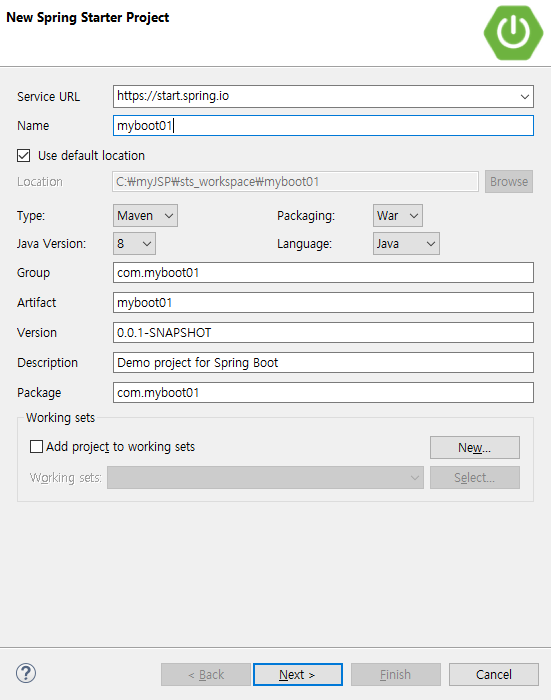 New Spring Starter Project
Service URL https://start.spring.io
Name myboot01
Use default location
Location C:₩myJSP₩sts_workspace₩myboot01 Browse
Type: Maven Packaging: War
Java Version: 8 Language: Java
Group com.myboot01
Artifact myboot01
Version 0.0.1-SNAPSHOT
Description Demo project for Spring Boot
Package com.myboot01
Working sets
Add project to working sets New...
Working sets: Select...
? < Back Next > Finish Cancel